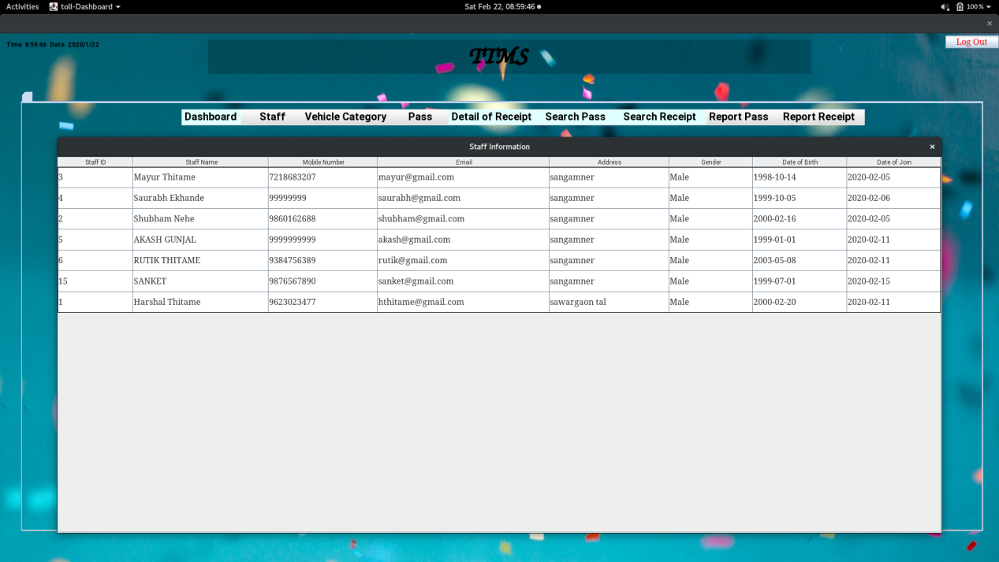 Activities toll-Dashboard Sat Feb 22, 08:59:46 100%
Time 8:59:46 Date 2020/1/22 TTMS Log Out
Dashboard Staff Vehicle Category Pass Detail of Receipt Search Pass Search Receipt Report Pass Report Receipt
Staff Information
Staff ID Staff Name Mobile Number Email Address Gender Date of Birth Date of Join
3 Mayur Thitame 7218683207 mayur@gmail.com sangamner Male 1998-10-14 2020-02-05
4 Saurabh Ekhande 99999999 saurabh@gmail.com sangamner Male 1999-10-05 2020-02-06
2 Shubham Nehe 9860162688 shubham@gmail.com sangamner Male 2000-02-16 2020-02-05
5 AKASH GUNJAL 9999999999 akash@gmail.com sangamner Male 1999-01-01 2020-02-11
6 RUTIK THITAME 9384756389 rutik@gmail.com sangamner Male 2003-05-08 2020-02-11
15 SANKET 9876567890 sanket@gmail.com sangamner Male 1999-07-01 2020-02-15
1 Harshal Thitame 9623023477 hthitame@gmail.com sawargaon tal Male 2000-02-20 2020-02-11